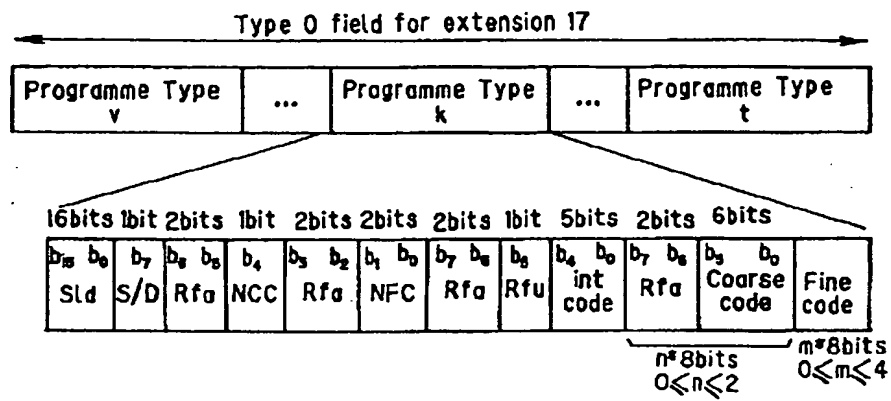 Type 0 field for extension 17
Programme Type v ... Programme Type k ... Programme Type t
16bits 1bit 2bits 1bit 2bits 2bits 2bits 1bit 5bits 2bits 6bits
b15 b0 b7 b6 b5 b4 b3 b2 b1 b0 b7 b6 b5 b4 b0 b7 b6 b5 b0
SId S/D Rfa NCC Rfa NFC Rfa Rfu int code Rfa Coarse code Fine code
n*8bits m*8bits
0⩽n⩽2 0⩽m⩽4